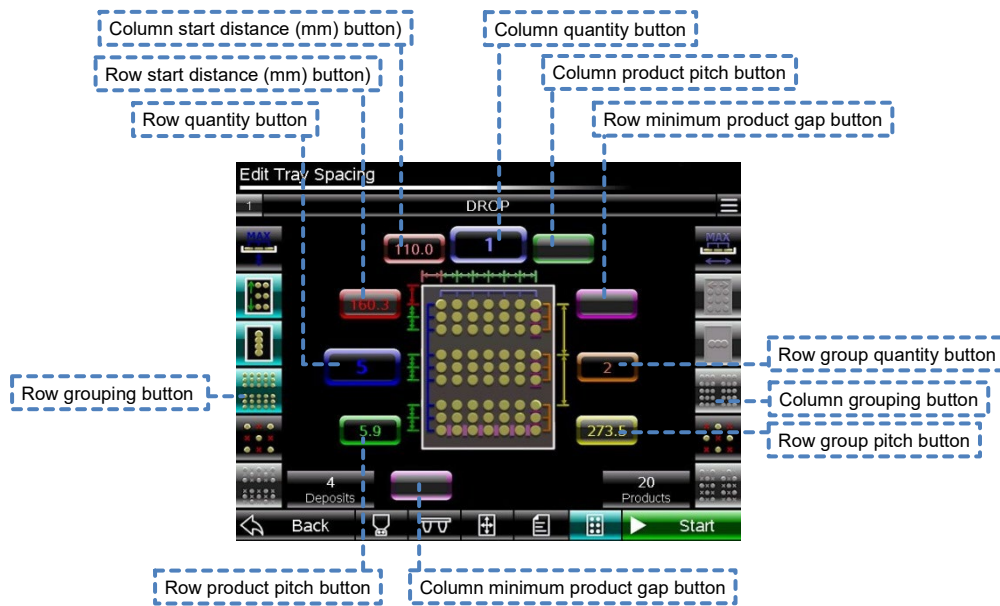 Column start distance (mm) button)
Column quantity button
Row start distance (mm) button)
Column product pitch button
Row quantity button
Row minimum product gap button
Edit Tray Spacing
1
DROP
MAX
110.0
1
MAX
160.3
5
2
Row group quantity button
Row grouping button
Column grouping button
5.9
273.5
Row group pitch button
4
Deposits
20
Products
Back
Start
Row product pitch button
Column minimum product gap button